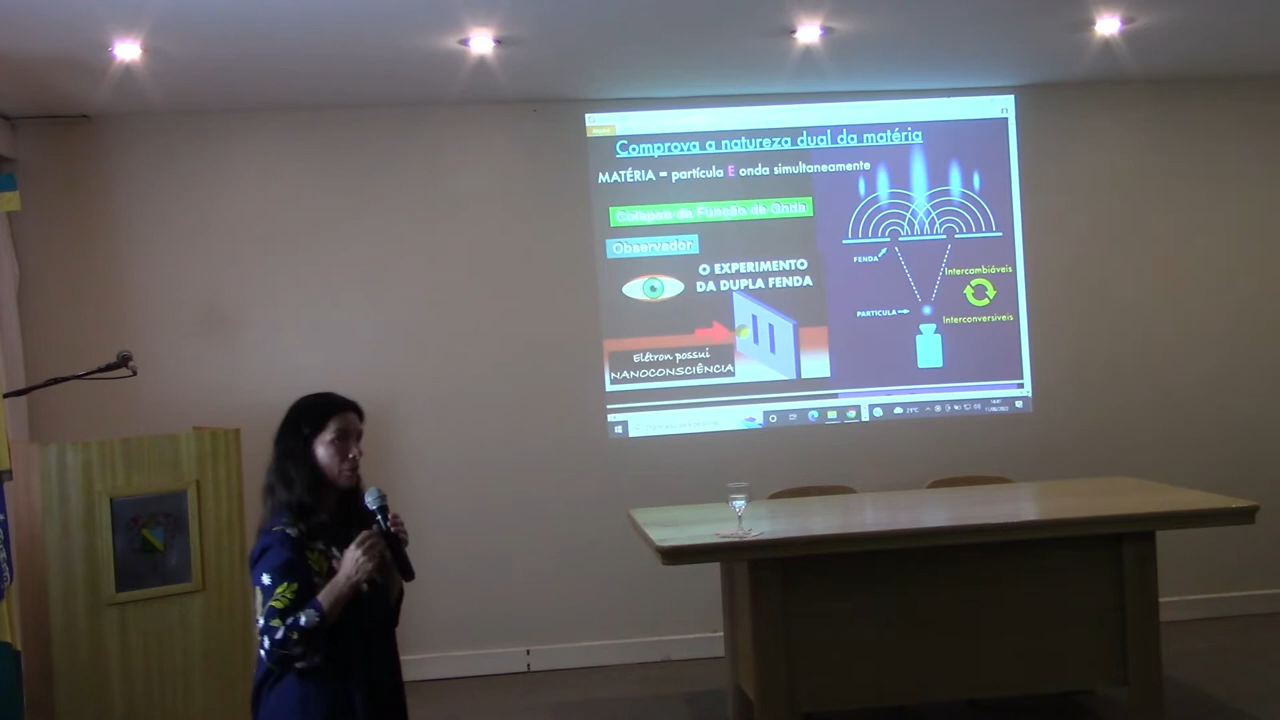 Comprova a natureza dual da matéria
MATÉRIA = partícula E onda simultaneamente
Colapso da Função de Onda
Observador
O EXPERIMENTO
DA DUPLA FENDA
Elétron possui
NANOCONSCIÊNCIA
FENDA
Intercambiáveis
PARTÍCULA
Interconversíveis
21°C